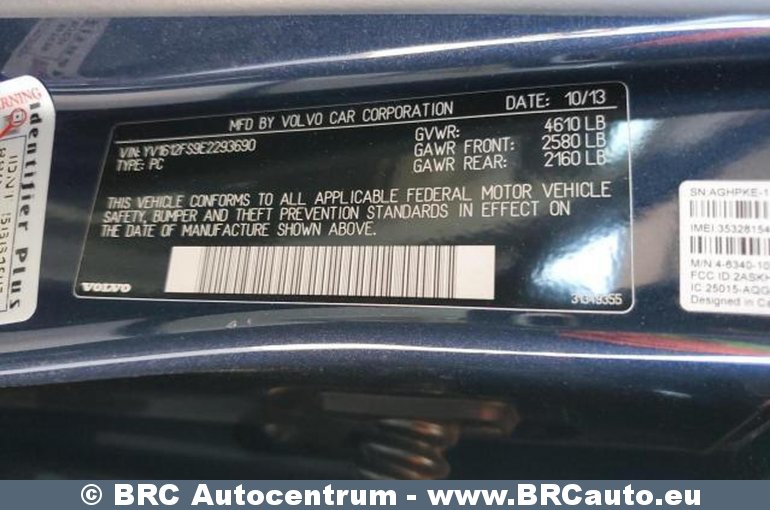 MFD BY VOLVO CAR CORPORATION
DATE: 10/13
VIN: YV1612FS9E2293690
TYPE: PC
GVWR: 4610 LB
GAWR FRONT: 2580 LB
GAWR REAR: 2160 LB
THIS VEHICLE CONFORMS TO ALL APPLICABLE FEDERAL MOTOR VEHICLE
SAFETY, BUMPER AND THEFT PREVENTION STANDARDS IN EFFECT ON
THE DATE OF MANUFACTURE SHOWN ABOVE.
VOLVO
31349355
WARNING
Identifier Plus
SN:AGHPKE-1
IMEI:35328154
M/N 4-6340-10
FCC ID 2ASKH
IC 25015-AQG
Designed in Ca
© BRC Autocentrum - www.BRCauto.eu